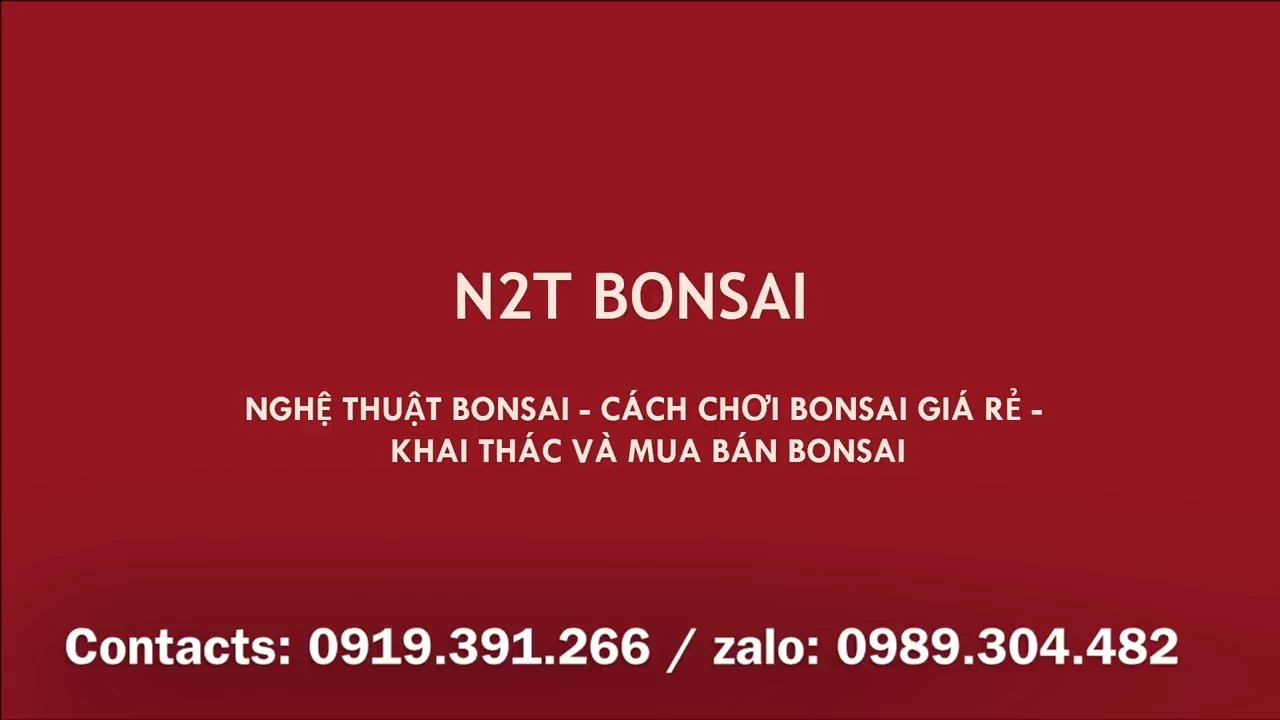 N2T BONSAI
NGHỆ THUẬT BONSAI - CÁCH CHƠI BONSAI GIÁ RẺ -
KHAI THÁC VÀ MUA BÁN BONSAI
Contacts: 0919.391.266 / zalo: 0989.304.482